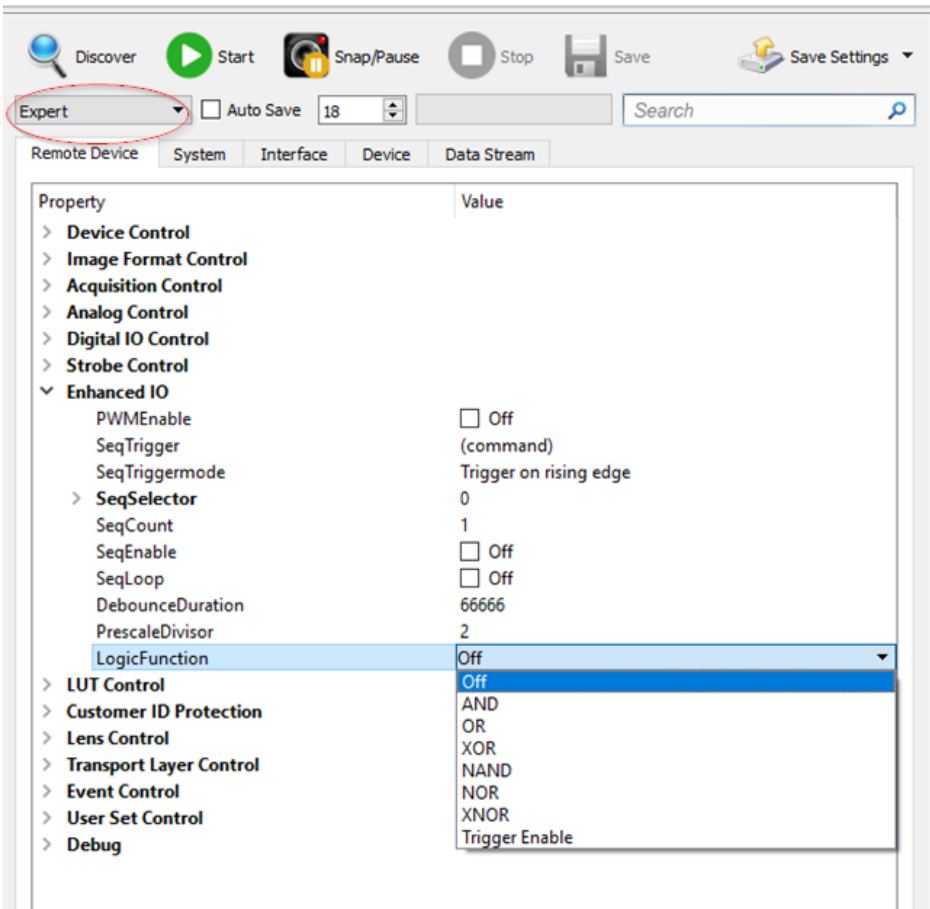 Discover Start Snap/Pause Stop Save Save Settings
Expert Auto Save 18 Search
Remote Device System Interface Device Data Stream
Property Value
Device Control
Image Format Control
Acquisition Control
Analog Control
Digital IO Control
Strobe Control
Enhanced IO
PWMEnable Off
SeqTrigger (command)
SeqTriggermode Trigger on rising edge
SeqSelector 0
SeqCount 1
SeqEnable Off
SeqLoop Off
DebounceDuration 66666
PrescaleDivisor 2
LogicFunction Off
LUT Control Off
Customer ID Protection AND
OR
Lens Control XOR
Transport Layer Control NAND
Event Control NOR
User Set Control XNOR
Debug Trigger Enable